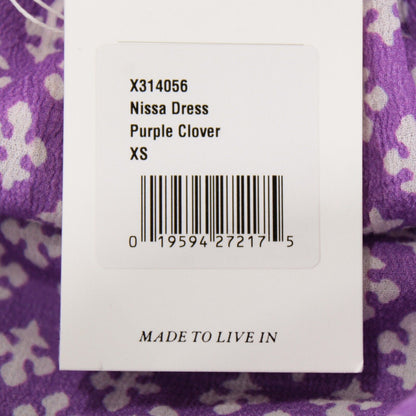 X314056
Nissa Dress
Purple Clover
XS
0 19594 27217 5
MADE TO LIVE IN